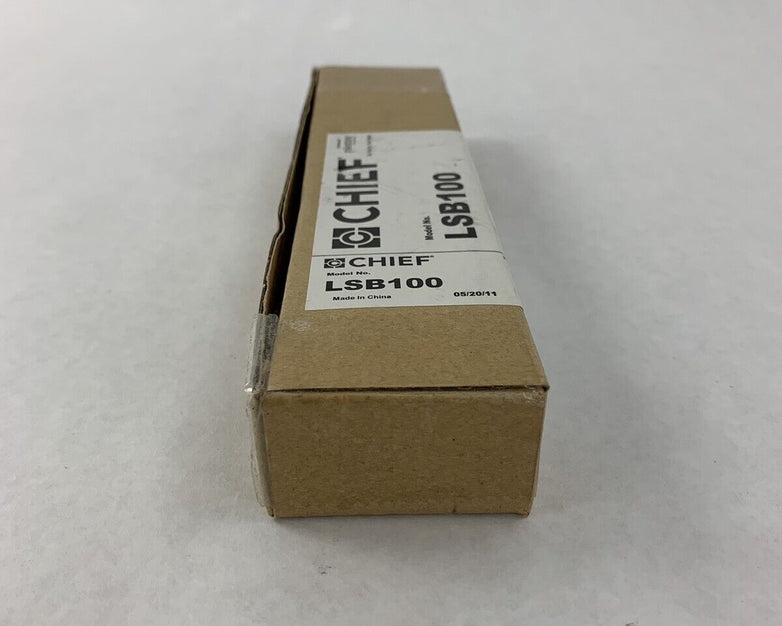 CHIEF
Model No.
LSB100
CHIEF®
Model No.
LSB100
Made In China
05/20/11